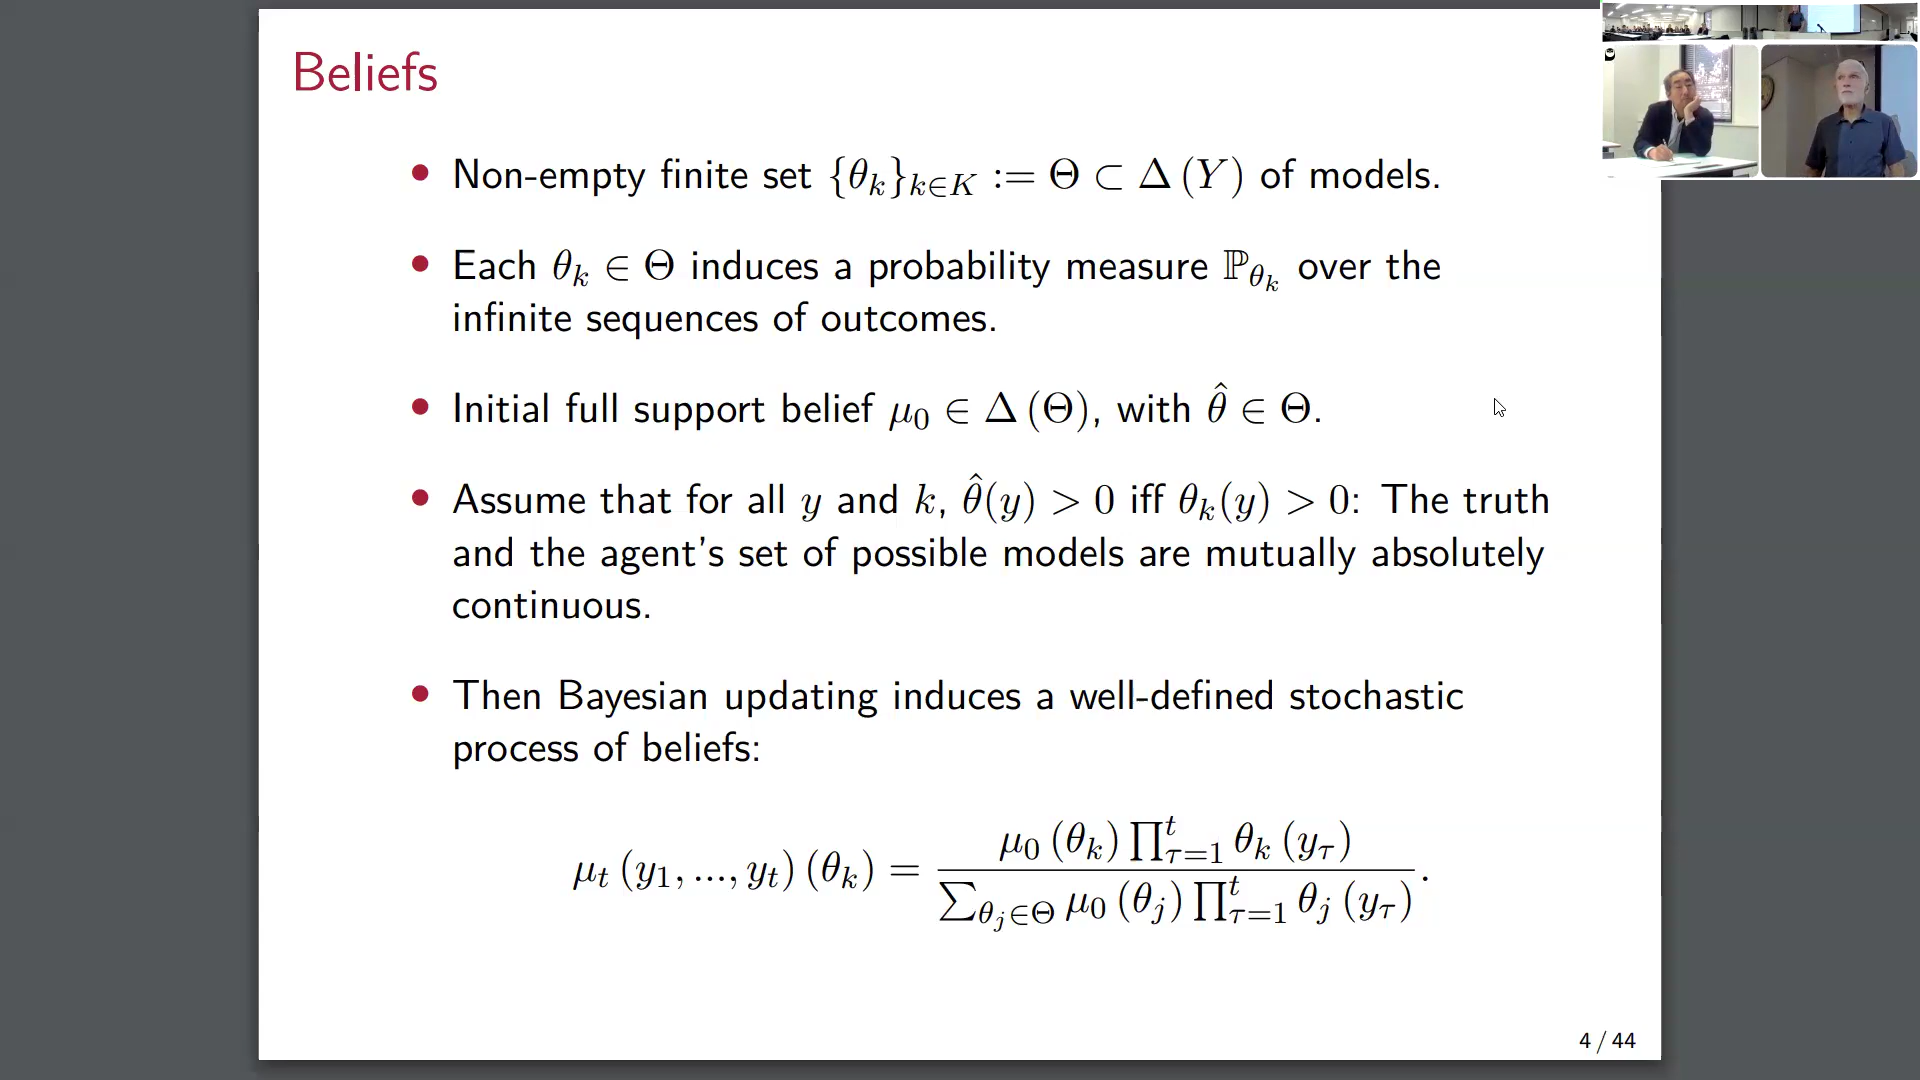 Beliefs
• Non-empty finite set {θ_k}_{k∈K} := Θ ⊂ Δ (Y) of models.
• Each θ_k ∈ Θ induces a probability measure ℙ_{θ_k} over the
infinite sequences of outcomes.
• Initial full support belief μ_0 ∈ Δ (Θ), with θ̂ ∈ Θ.
• Assume that for all y and k, θ̂(y) > 0 iff θ_k(y) > 0: The truth
and the agent's set of possible models are mutually absolutely
continuous.
• Then Bayesian updating induces a well-defined stochastic
process of beliefs:
μ_t (y_1, ..., y_t) (θ_k) = \frac{μ_0 (θ_k) ∏_{τ=1}^{t} θ_k (y_τ)}{∑_{θ_j∈Θ} μ_0 (θ_j) ∏_{τ=1}^{t} θ_j (y_τ)}.
4 / 44